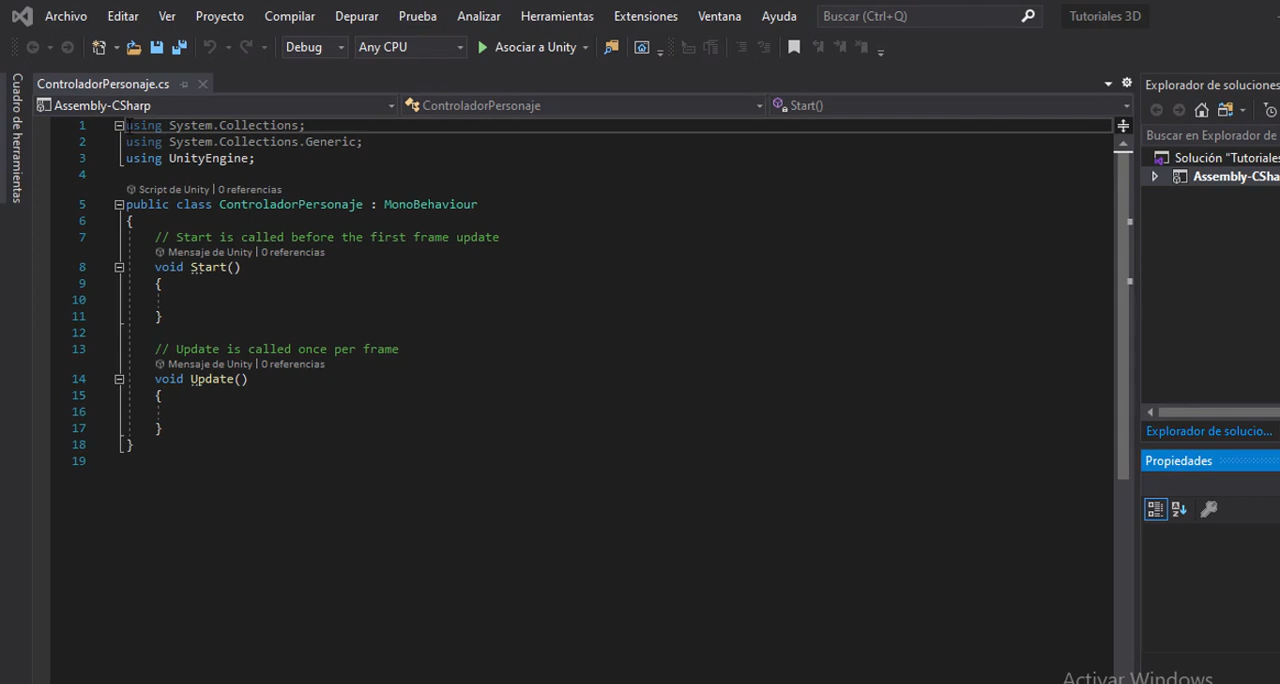 Archivo Editar Ver Proyecto Compilar Depurar Prueba Analizar Herramientas Extensiones Ventana Ayuda Buscar (Ctrl+Q) Tutoriales 3D
Debug Any CPU Asociar a Unity
Cuadro de herramientas
ControladorPersonaje.cs
Assembly-CSharp ControladorPersonaje Start()
1 using System.Collections;
2 using System.Collections.Generic;
3 using UnityEngine;
4
Script de Unity | 0 referencias
5 public class ControladorPersonaje : MonoBehaviour
6 {
7 // Start is called before the first frame update
Mensaje de Unity | 0 referencias
8 void Start()
9 {
10
11 }
12
13 // Update is called once per frame
Mensaje de Unity | 0 referencias
14 void Update()
15 {
16
17 }
18 }
19
Explorador de soluciones
Buscar en Explorador de
Solución "Tutoriales
Assembly-CSha
Explorador de solucio...
Propiedades
Activar Windows